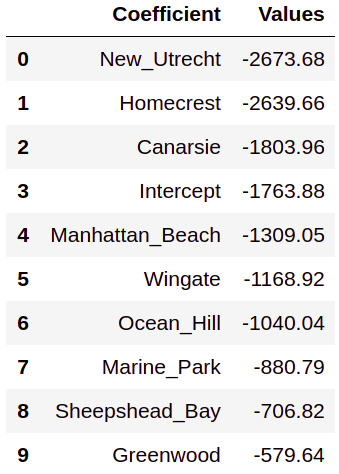 Coefficient Values
0 New_Utrecht -2673.68
1 Homecrest -2639.66
2 Canarsie -1803.96
3 Intercept -1763.88
4 Manhattan_Beach -1309.05
5 Wingate -1168.92
6 Ocean_Hill -1040.04
7 Marine_Park -880.79
8 Sheepshead_Bay -706.82
9 Greenwood -579.64